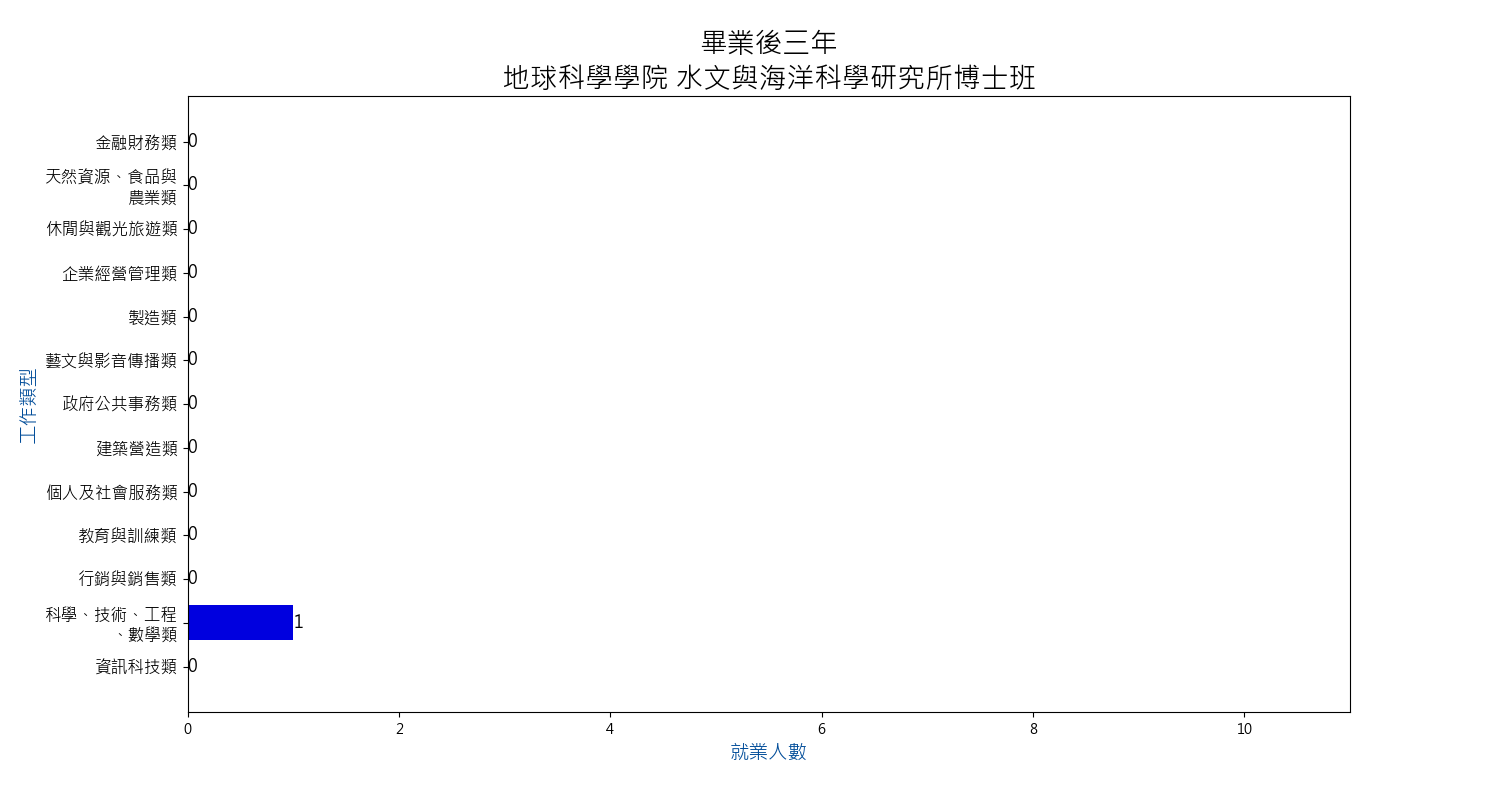 畢業後三年
地球科學學院 水文與海洋科學研究所博士班
金融財務類 0
天然資源、食品與
農業類 0
休閒與觀光旅遊類 0
企業經營管理類 0
製造類 0
藝文與影音傳播類 0
政府公共事務類 0
建築營造類 0
個人及社會服務類 0
教育與訓練類 0
行銷與銷售類 0
科學、技術、工程
、數學類 1
資訊科技類 0
工作類型
0 2 4 6 8 10
就業人數